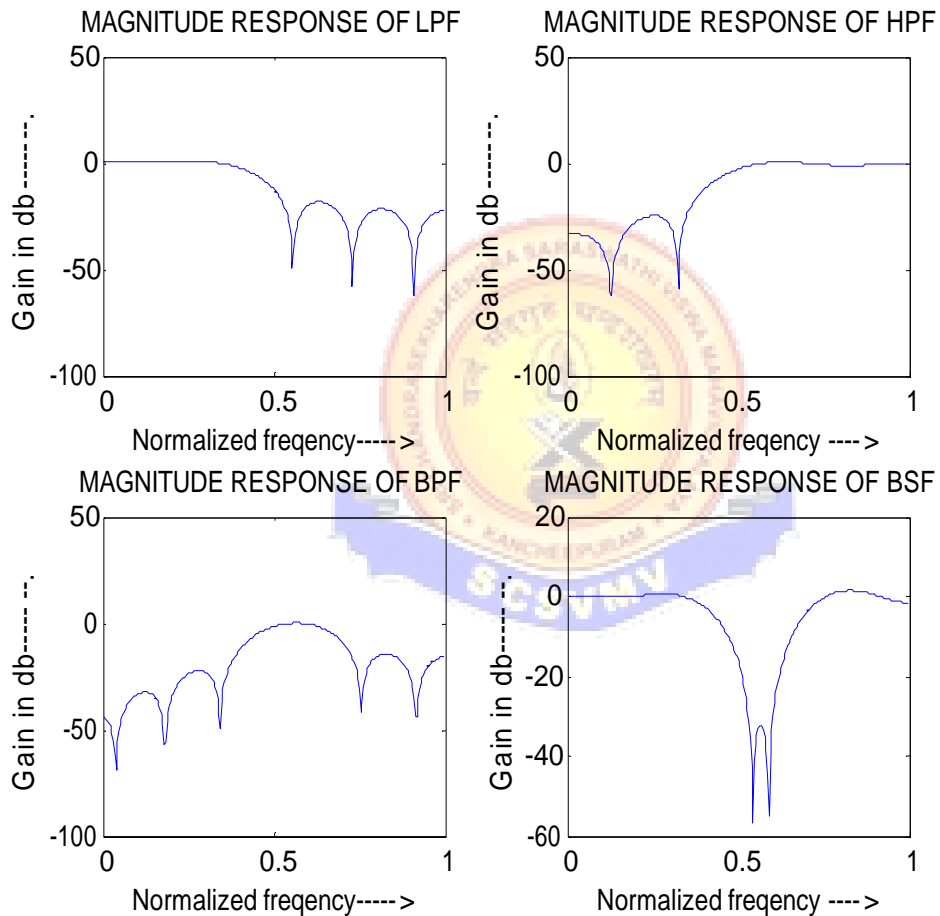 MAGNITUDE RESPONSE OF LPF
50
0
-50
-100
0
0.5
1
Gain in db--------.
Normalized freqency----->
MAGNITUDE RESPONSE OF HPF
50
0
-50
-100
0
0.5
1
Gain in db--------.
Normalized freqency ---->
MAGNITUDE RESPONSE OF BPF
50
0
-50
-100
0
0.5
1
Gain in db------ --.
Normalized freqency----->
MAGNITUDE RESPONSE OF BSF
20
0
-20
-40
-60
0
0.5
1
Gain in db--------.
Normalized freqency ---->
KANCHEEPURAM
SCSVMV